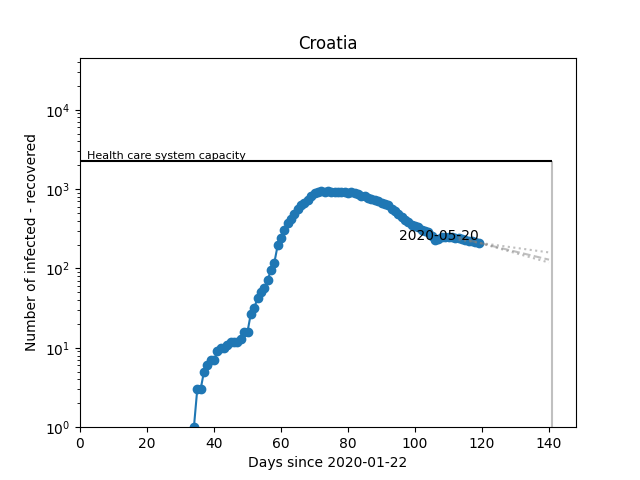 Croatia
10^4
Health care system capacity
10^3
Number of infected - recovered
2020-05-20
10^2
10^1
10^0
0 20 40 60 80 100 120 140
Days since 2020-01-22